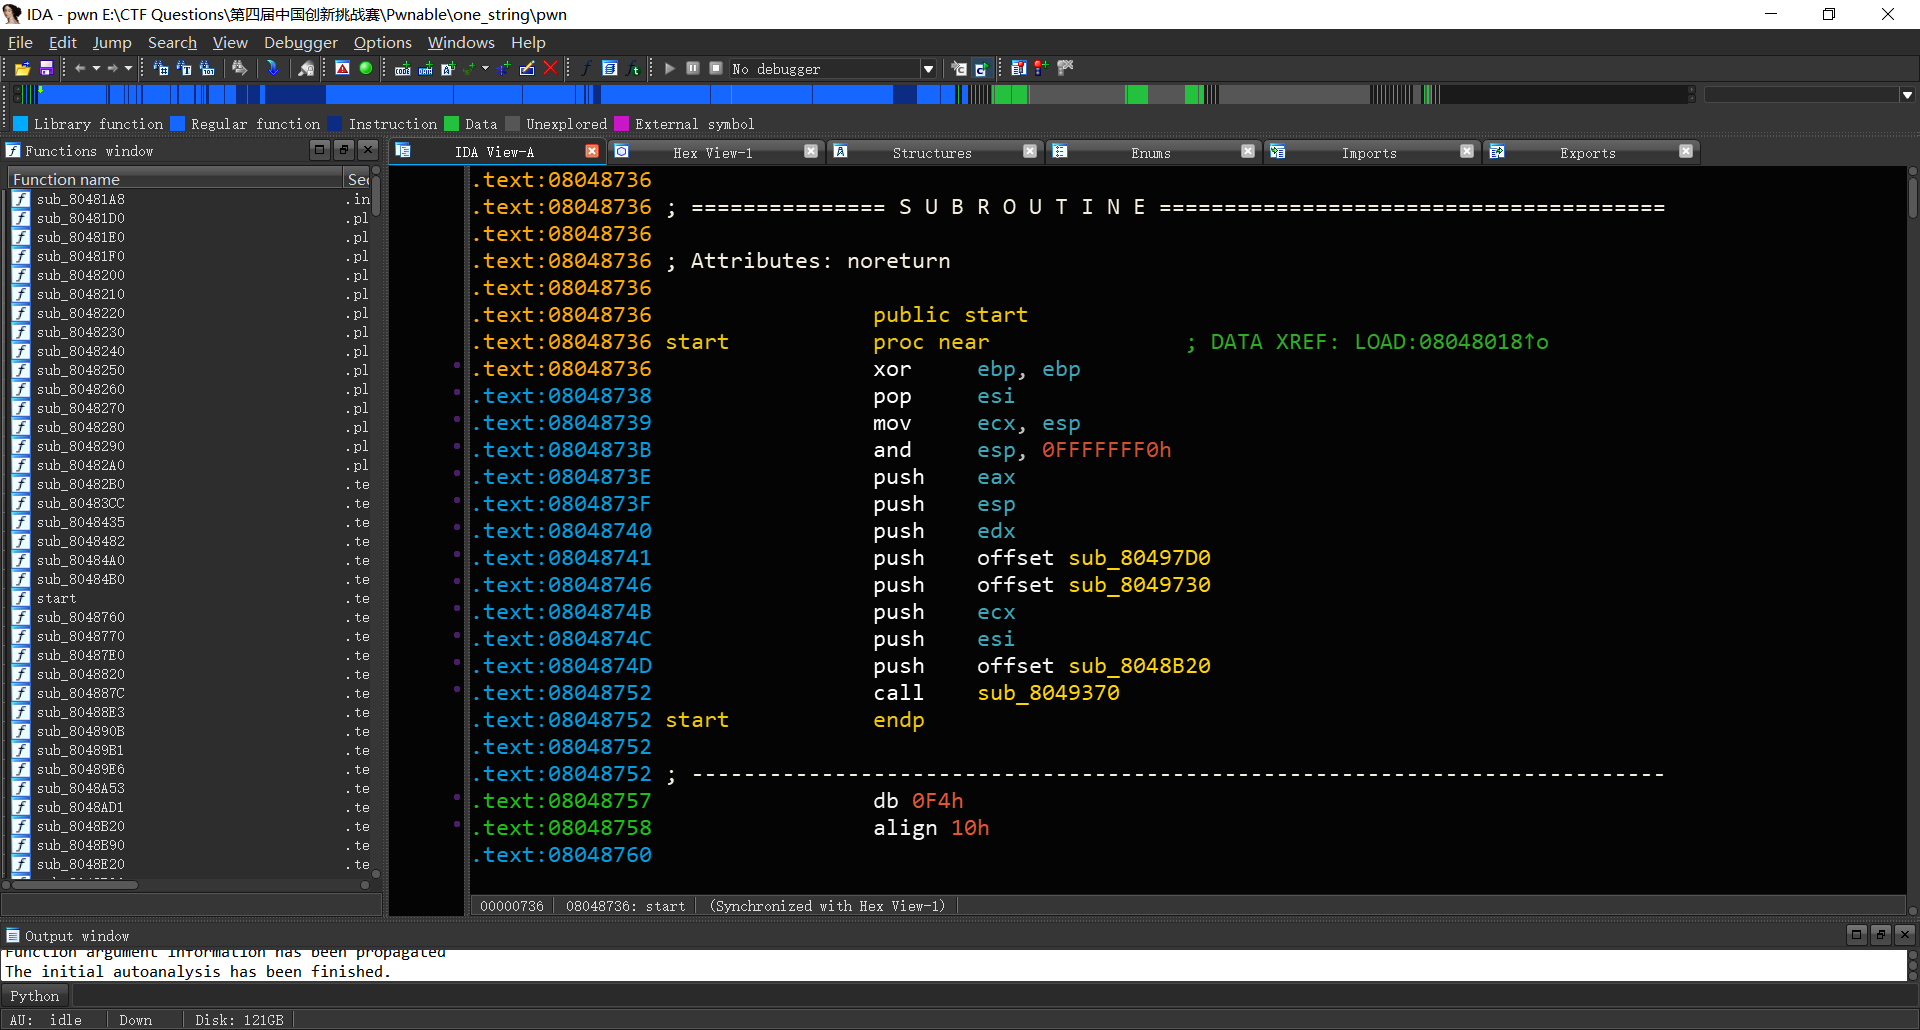 IDA - pwn E:\CTF Questions\第四届中国创新挑战赛\Pwnable\one_string\pwn
File Edit Jump Search View Debugger Options Windows Help
No debugger
Library function Regular function Instruction Data Unexplored External symbol
Functions window
IDA View-A Hex View-1 Structures Enums Imports Exports
Function name Sec
sub_80481A8 .in
sub_80481D0 .pl
sub_80481E0 .pl
sub_80481F0 .pl
sub_8048200 .pl
sub_8048210 .pl
sub_8048220 .pl
sub_8048230 .pl
sub_8048240 .pl
sub_8048250 .pl
sub_8048260 .pl
sub_8048270 .pl
sub_8048280 .pl
sub_8048290 .pl
sub_80482A0 .pl
sub_80482B0 .te
sub_80483CC .te
sub_8048435 .te
sub_8048482 .te
sub_80484A0 .te
sub_80484B0 .te
start .te
sub_8048760 .te
sub_8048770 .te
sub_80487E0 .te
sub_8048820 .te
sub_804887C .te
sub_80488E3 .te
sub_804890B .te
sub_80489B1 .te
sub_80489E6 .te
sub_8048A53 .te
sub_8048AD1 .te
sub_8048B20 .te
sub_8048B90 .te
sub_8048E20 .te
.text:08048736
.text:08048736 ; =============== S U B R O U T I N E =======================================
.text:08048736
.text:08048736 ; Attributes: noreturn
.text:08048736
.text:08048736 public start
.text:08048736 start proc near ; DATA XREF: LOAD:08048018↑o
.text:08048736 xor ebp, ebp
.text:08048738 pop esi
.text:08048739 mov ecx, esp
.text:0804873B and esp, 0FFFFFFF0h
.text:0804873E push eax
.text:0804873F push esp
.text:08048740 push edx
.text:08048741 push offset sub_80497D0
.text:08048746 push offset sub_8049730
.text:0804874B push ecx
.text:0804874C push esi
.text:0804874D push offset sub_8048B20
.text:08048752 call sub_8049370
.text:08048752 start endp
.text:08048752
.text:08048752 ; ---------------------------------------------------------------------------
.text:08048757 db 0F4h
.text:08048758 align 10h
.text:08048760
00000736 08048736: start (Synchronized with Hex View-1)
Output window
Function argument information has been propagated
The initial autoanalysis has been finished.
Python
AU: idle Down Disk: 121GB